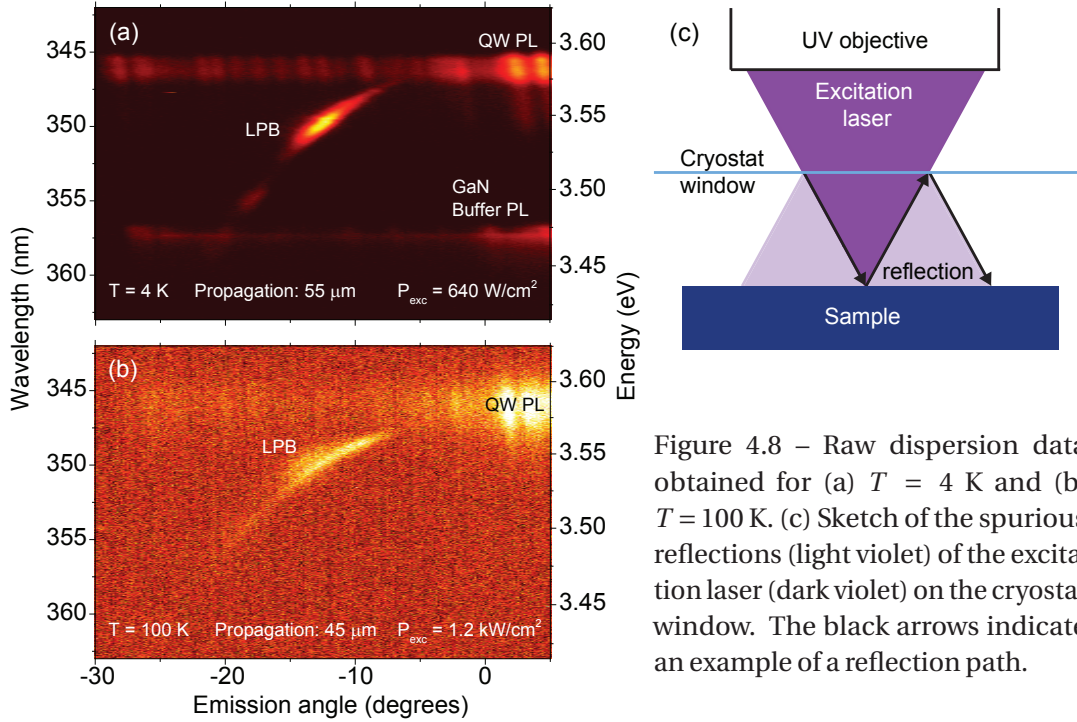 (a)
QW PL
LPB
GaN
Buffer PL
T = 4 K Propagation: 55 μm P_exc = 640 W/cm²
345
350
355
360
3.60
3.55
3.50
3.45
(b)
QW PL
LPB
T = 100 K Propagation: 45 μm P_exc = 1.2 kW/cm²
345
350
355
360
3.60
3.55
3.50
3.45
-30 -20 -10 0
Emission angle (degrees)
Wavelength (nm)
Energy (eV)
(c)
UV objective
Excitation
laser
Cryostat
window
reflection
Sample
Figure 4.8 – Raw dispersion data
obtained for (a) T = 4 K and (b)
T = 100 K. (c) Sketch of the spurious
reflections (light violet) of the excita-
tion laser (dark violet) on the cryostat
window. The black arrows indicate
an example of a reflection path.